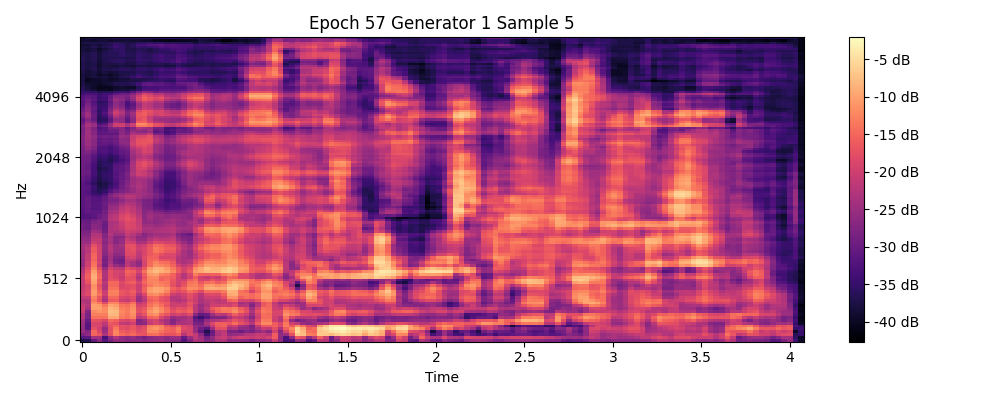 Epoch 57 Generator 1 Sample 5
Hz
4096
2048
1024
512
0
0
0.5
1
1.5
2
2.5
3
3.5
4
Time
-5 dB
-10 dB
-15 dB
-20 dB
-25 dB
-30 dB
-35 dB
-40 dB